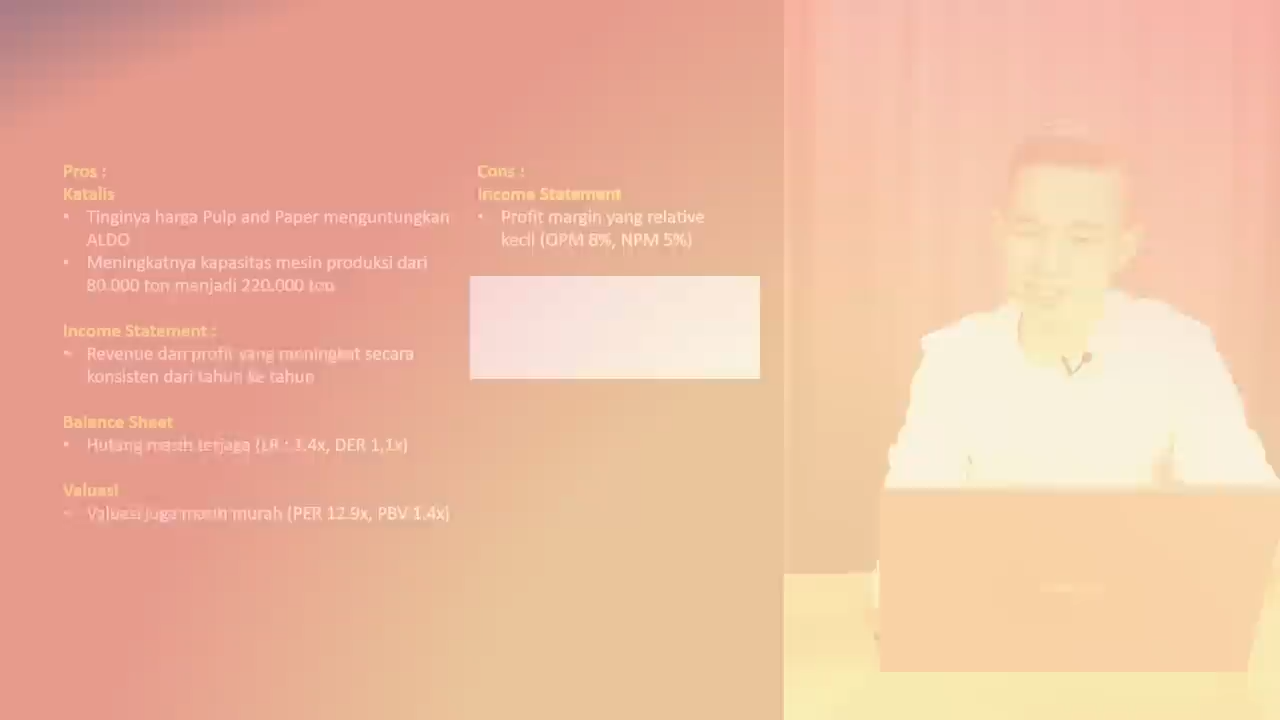 Pros :
Katalis
• Tingginya harga Pulp and Paper menguntungkan
ALDO
• Meningkatnya kapasitas mesin produksi dari
80.000 ton menjadi 220.000 ton
Income Statement :
• Revenue dan profit yang meningkat secara
konsisten dari tahun ke tahun
Balance Sheet
• Hutang masih terjaga (LR : 1.4x, DER 1,1x)
Valuasi
• Valuasi juga masih murah (PER 12.9x, PBV 1.4x)
Cons :
Income Statement
• Profit margin yang relative
kecil (OPM 8%, NPM 5%)